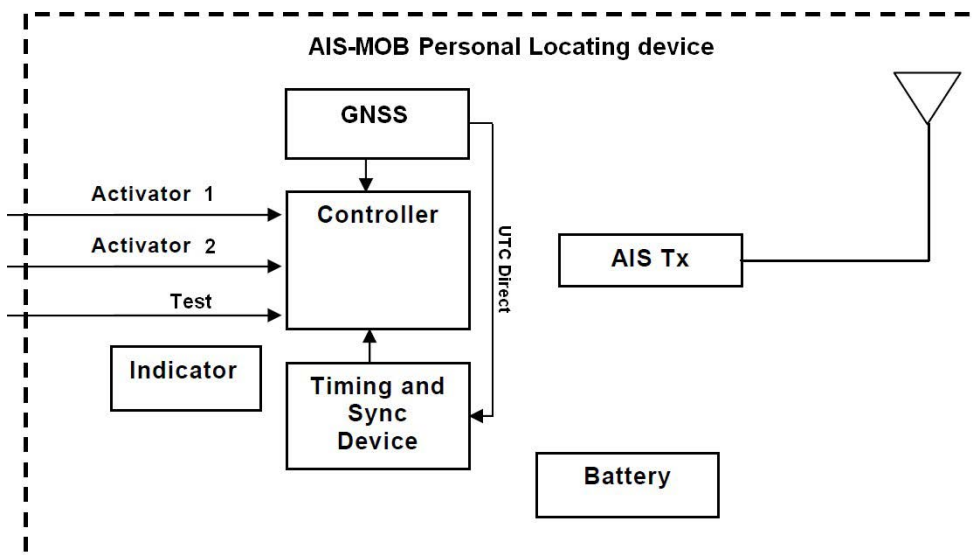 AIS-MOB Personal Locating device
GNSS
Activator 1
Controller
Activator 2
UTC Direct
AIS Tx
Test
Indicator
Timing and
Sync
Device
Battery